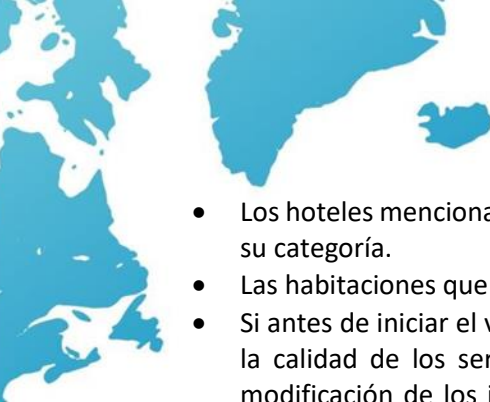 • Los hoteles menciona
su categoría.
• Las habitaciones que
• Si antes de iniciar el v
la calidad de los ser
modificación de los i